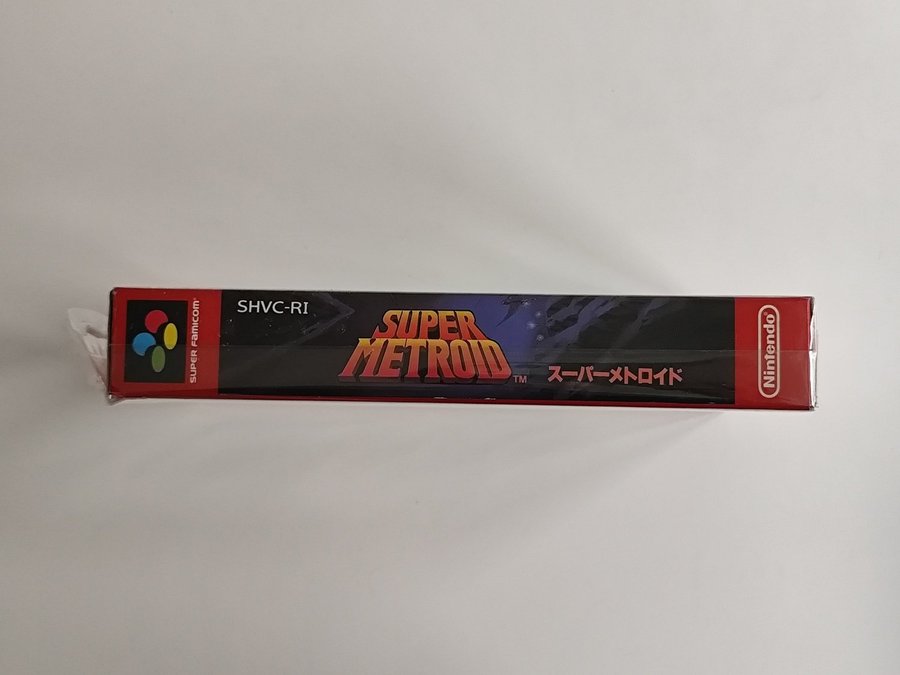 SUPER FAMICOM
SHVC-RI
SUPER
METROID
TM
スーパーメトロイド
Nintendo